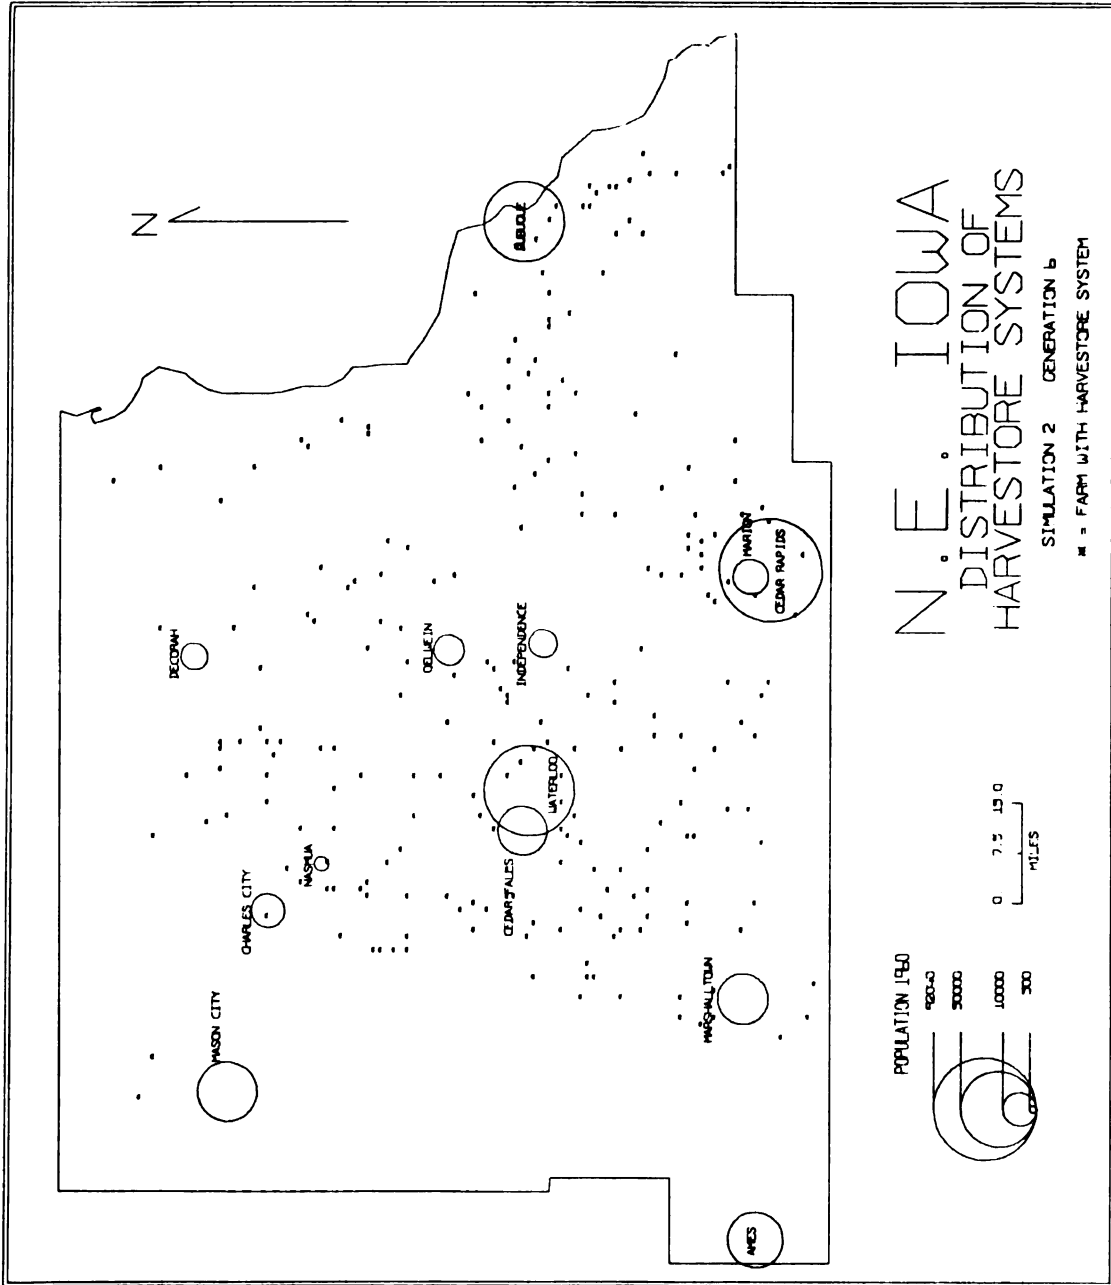 N
DECORAH
MASON CITY
CHARLES CITY
NASHUA
OELWEIN
INDEPENDENCE
DUBUQUE
CEDAR FALLS
WATERLOO
MARSHALLTOWN
MARION
CEDAR RAPIDS
AMES
POPULATION 1960
92040
50000
10000
500
0 7.5 15.0
MILES
N. E. IOWA
DISTRIBUTION OF
HARVESTORE SYSTEMS
SIMULATION 2 GENERATION 6
* = FARM WITH HARVESTORE SYSTEM